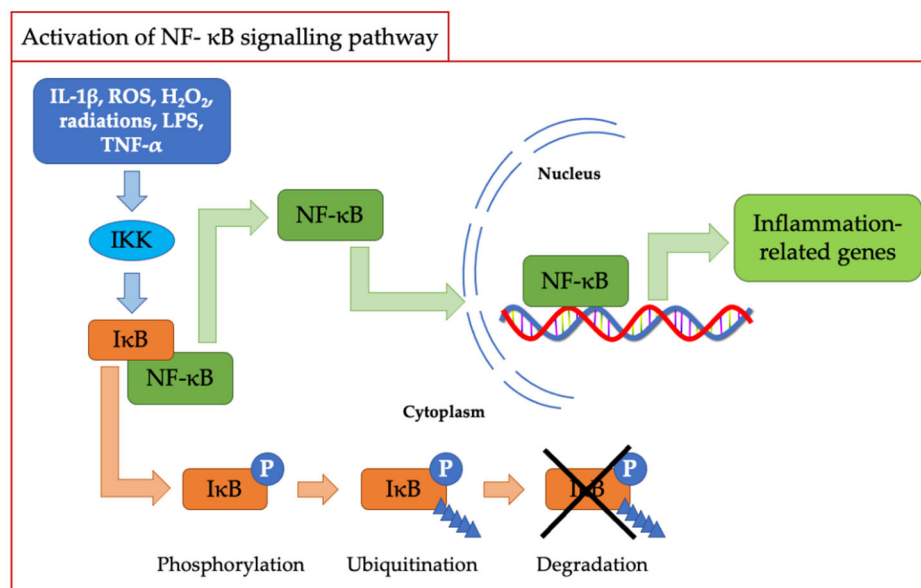 Activation of NF- κB signalling pathway
IL-1β, ROS, H₂O₂,
radiations, LPS,
TNF-α
IKK
IκB
NF-κB
NF-κB
Nucleus
NF-κB
Inflammation-
related genes
Cytoplasm
IκB
P
IκB
P
IκB
P
Phosphorylation
Ubiquitination
Degradation